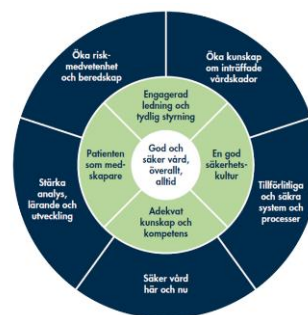 Öka risk-
medvetenhet
och beredskap
Öka kunskap
om inträffade
vårdskador
Engagerad
ledning och
tydlig styrning
Patienten
som med-
skapare
God och
säker vård,
överallt,
alltid
En god
säkerhets-
kultur
Stärka
analys,
lärande och
utveckling
Tillförlitliga
och säkra
system och
processer
Adekvat
kunskap och
kompetens
Säker vård
här och nu